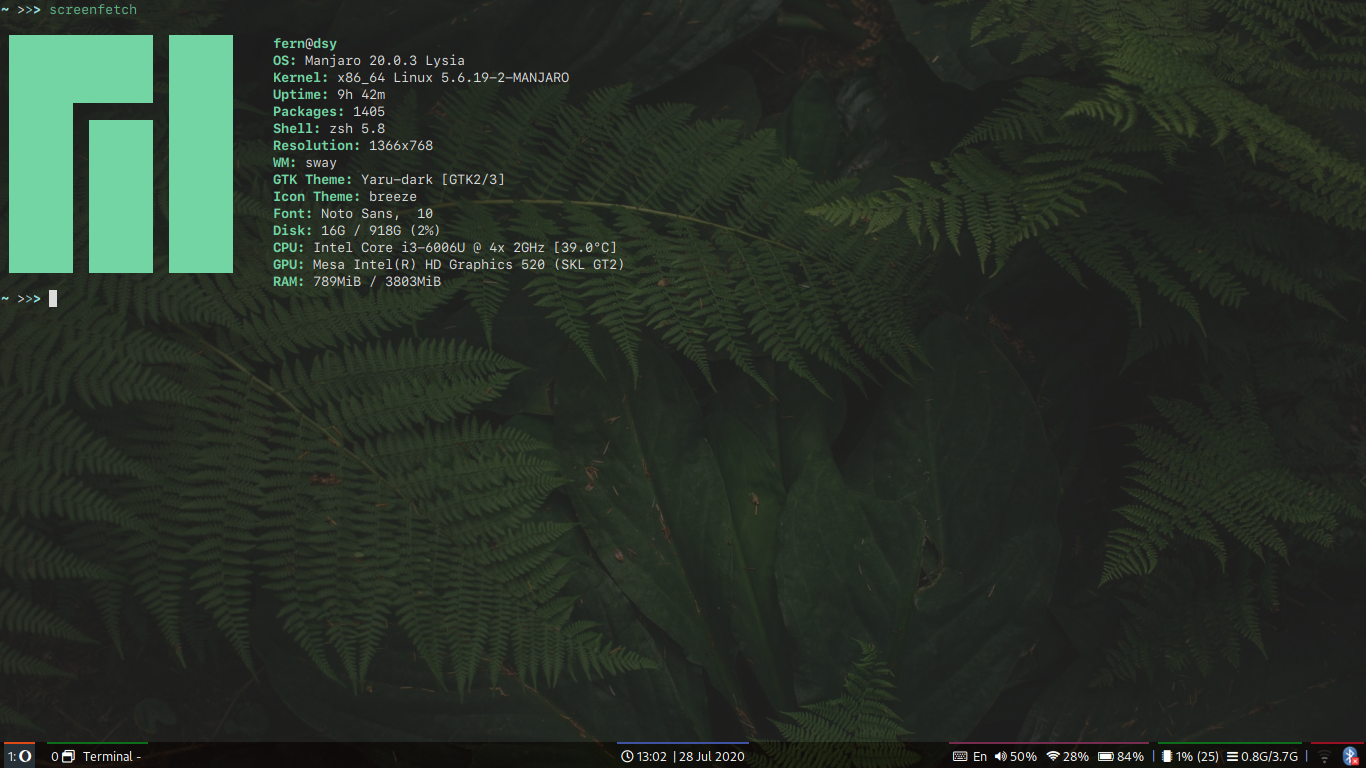 ~ >>> screenfetch
fern@dsy
OS: Manjaro 20.0.3 Lysia
Kernel: x86_64 Linux 5.6.19-2-MANJARO
Uptime: 9h 42m
Packages: 1405
Shell: zsh 5.8
Resolution: 1366x768
WM: sway
GTK Theme: Yaru-dark [GTK2/3]
Icon Theme: breeze
Font: Noto Sans,  10
Disk: 16G / 918G (2%)
CPU: Intel Core i3-6006U @ 4x 2GHz [39.0°C]
GPU: Mesa Intel(R) HD Graphics 520 (SKL GT2)
RAM: 789MiB / 3803MiB
~ >>>
1: 0 Terminal - 13:02 | 28 Jul 2020 En 50% 28% 84% | 1% (25) 0.8G/3.7G |